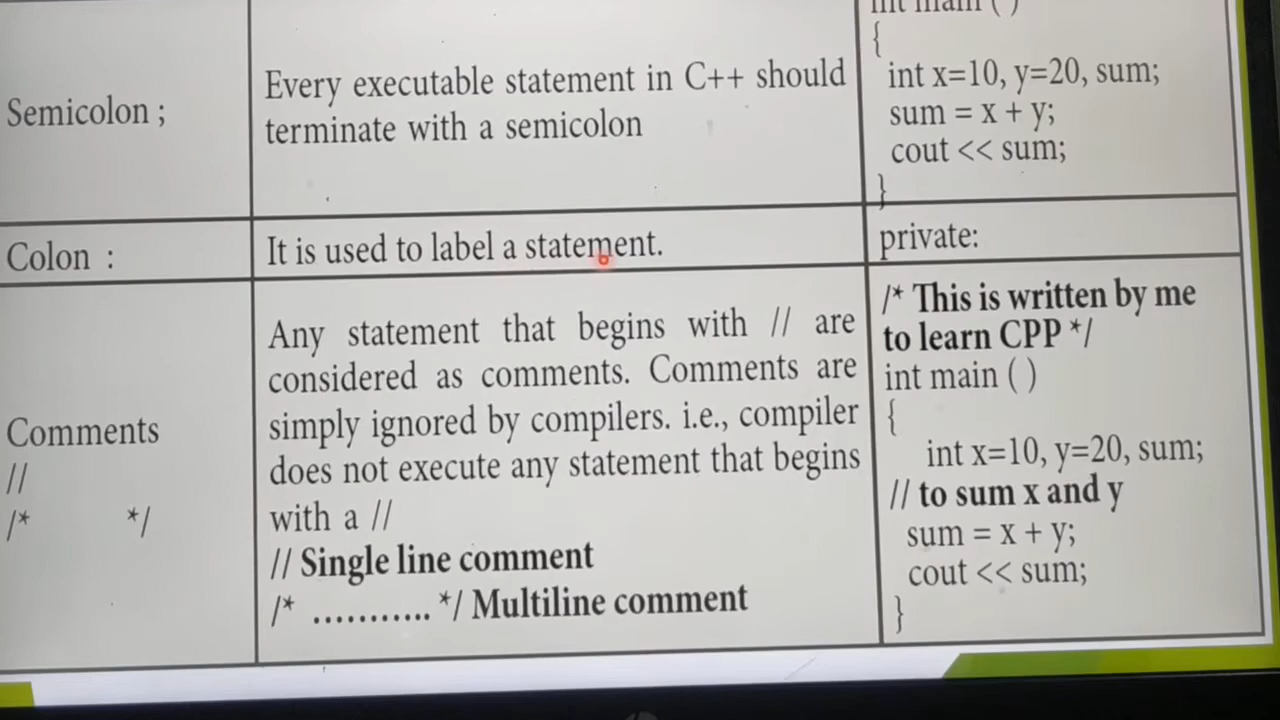 int main ( )
{
Semicolon ;
Every executable statement in C++ should
terminate with a semicolon
int x=10, y=20, sum;
sum = x + y;
cout << sum;
}
Colon :
It is used to label a statement.
private:
Comments
//
/* */
Any statement that begins with // are
considered as comments. Comments are
simply ignored by compilers. i.e., compiler
does not execute any statement that begins
with a //
// Single line comment
/* ........... */ Multiline comment
/* This is written by me
to learn CPP */
int main ( )
{
int x=10, y=20, sum;
// to sum x and y
sum = x + y;
cout << sum;
}